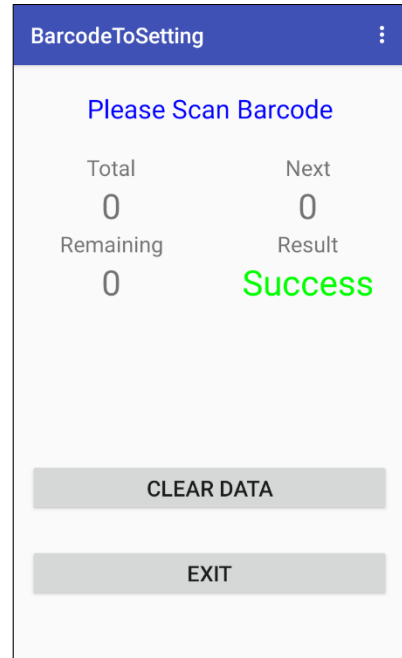 BarcodeToSetting
Please Scan Barcode
Total Next
0 0
Remaining Result
0 Success
CLEAR DATA
EXIT